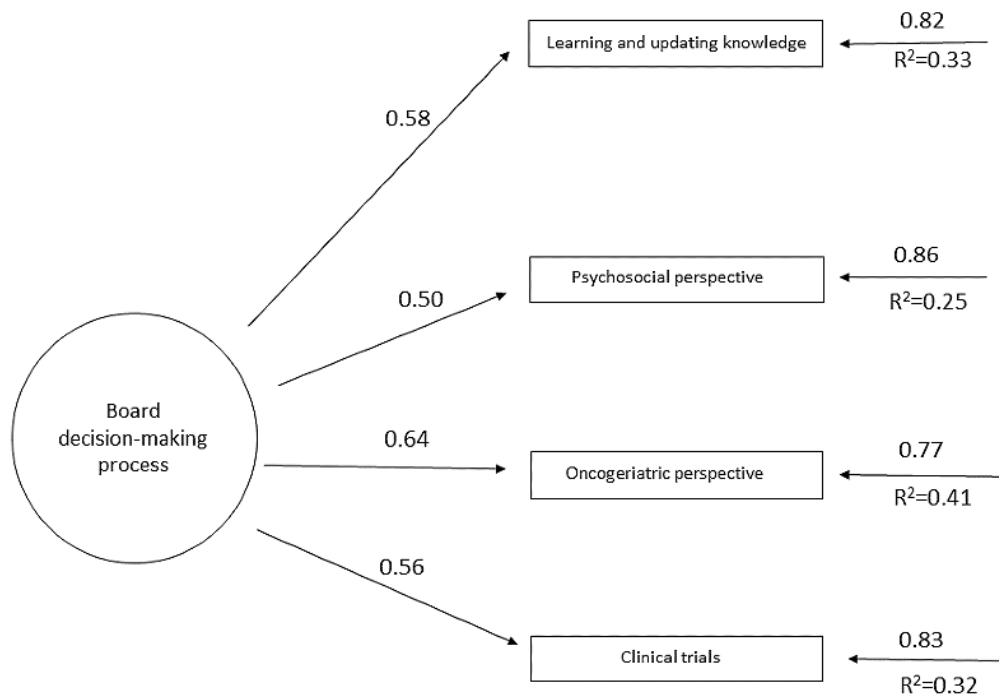 0.82
Learning and updating knowledge
R²=0.33
0.58
0.86
Psychosocial perspective
R²=0.25
0.50
Board
decision-making
process
0.64
0.77
Oncogeriatric perspective
R²=0.41
0.56
0.83
Clinical trials
R²=0.32